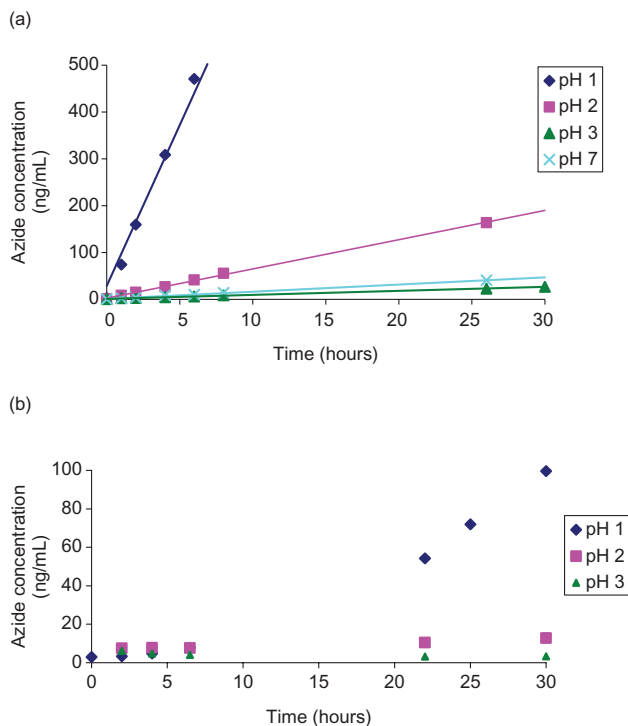 (a)
500
400
300
200
100
0
0 5 10 15 20 25 30
Azide concentration
(ng/mL)
Time (hours)
pH 1
pH 2
pH 3
pH 7
(b)
100
80
60
40
20
0
0 5 10 15 20 25 30
Azide concentration
(ng/mL)
Time (hours)
pH 1
pH 2
pH 3